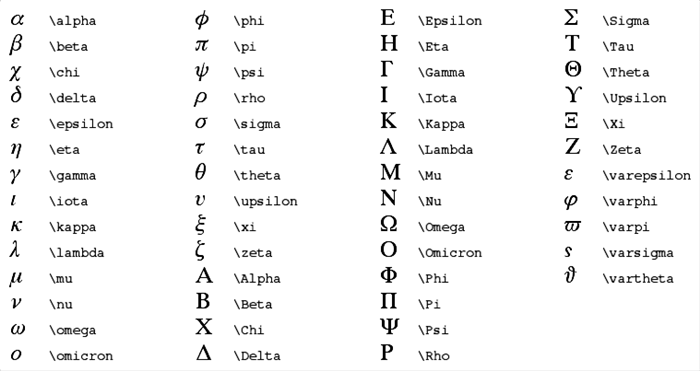 α \alpha ϕ \phi Ε \Epsilon Σ \Sigma
β \beta π \pi Η \Eta Τ \Tau
χ \chi ψ \psi Γ \Gamma Θ \Theta
δ \delta ρ \rho Ι \Iota ϒ \Upsilon
ε \epsilon σ \sigma Κ \Kappa Ξ \Xi
η \eta τ \tau Λ \Lambda Ζ \Zeta
γ \gamma θ \theta Μ \Mu ε \varepsilon
ι \iota υ \upsilon Ν \Nu φ \varphi
κ \kappa ξ \xi Ω \Omega ϖ \varpi
λ \lambda ζ \zeta Ο \Omicron ς \varsigma
μ \mu Α \Alpha Φ \Phi ϑ \vartheta
ν \nu Β \Beta Π \Pi
ω \omega Χ \Chi Ψ \Psi
ο \omicron Δ \Delta Ρ \Rho